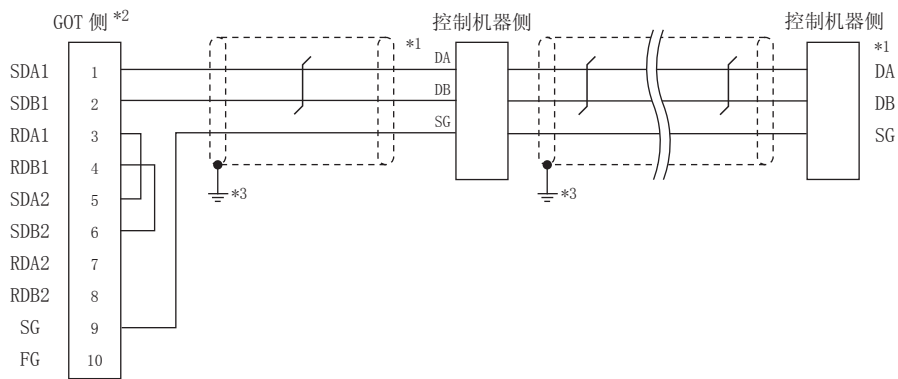 GOT 侧 *2
控制机器侧
控制机器侧
*1
*1
SDA1 1 DA DA
SDB1 2 DB DB
RDA1 3 SG SG
RDB1 4
SDA2 5 *3 *3
SDB2 6
RDA2 7
RDB2 8
SG 9
FG 10